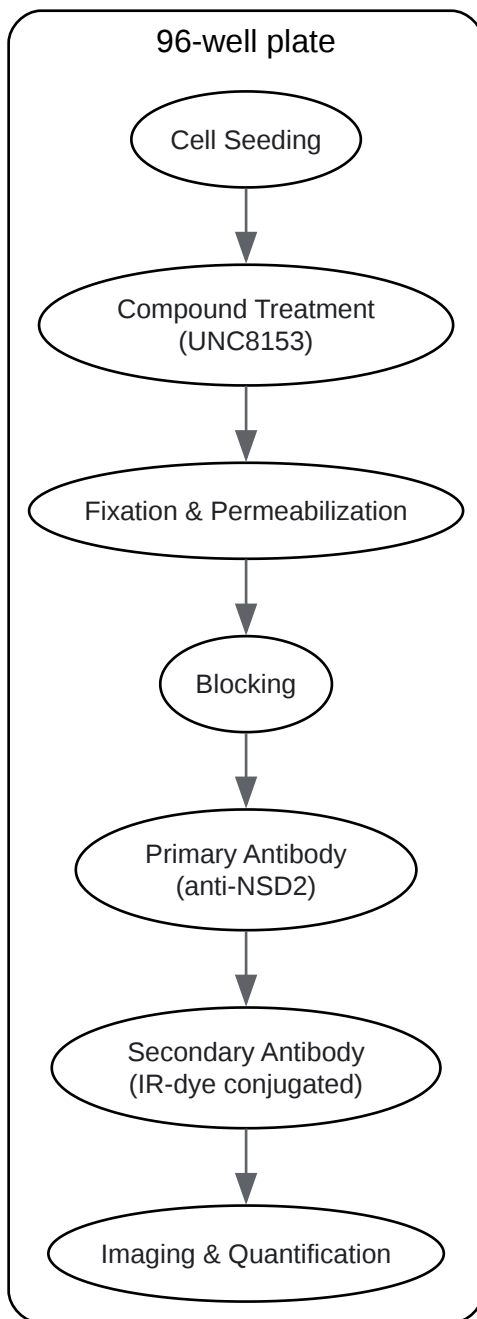 96-well plate
Cell Seeding
Compound Treatment
(UNC8153)
Fixation & Permeabilization
Blocking
Primary Antibody
(anti-NSD2)
Secondary Antibody
(IR-dye conjugated)
Imaging & Quantification